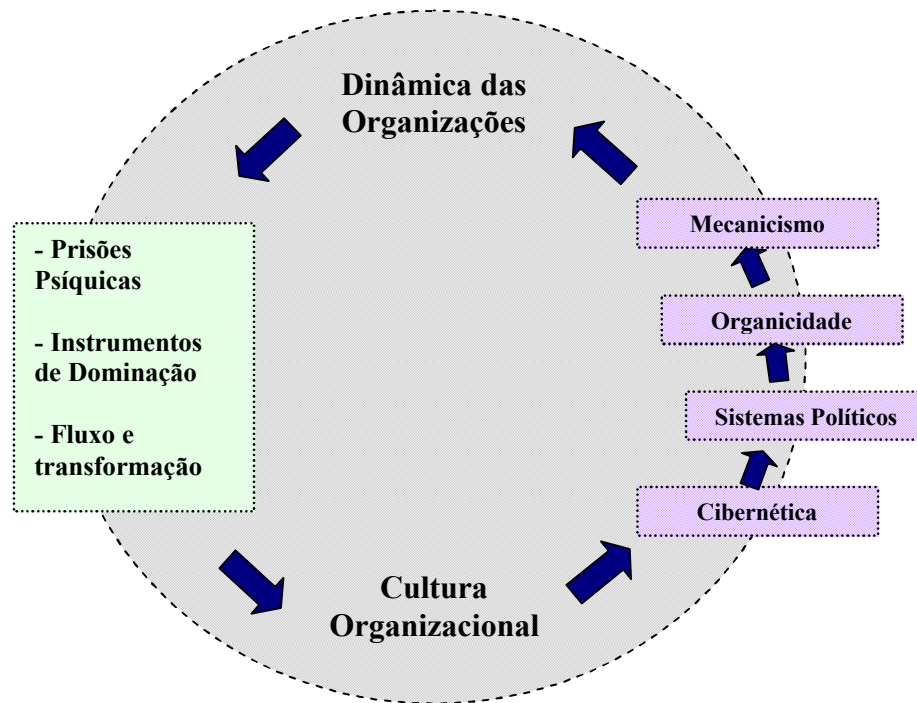 Dinâmica das
Organizações
Mecanicismo
- Prisões
Psíquicas
- Instrumentos
de Dominação
- Fluxo e
transformação
Organicidade
Sistemas Políticos
Cibernética
Cultura
Organizacional